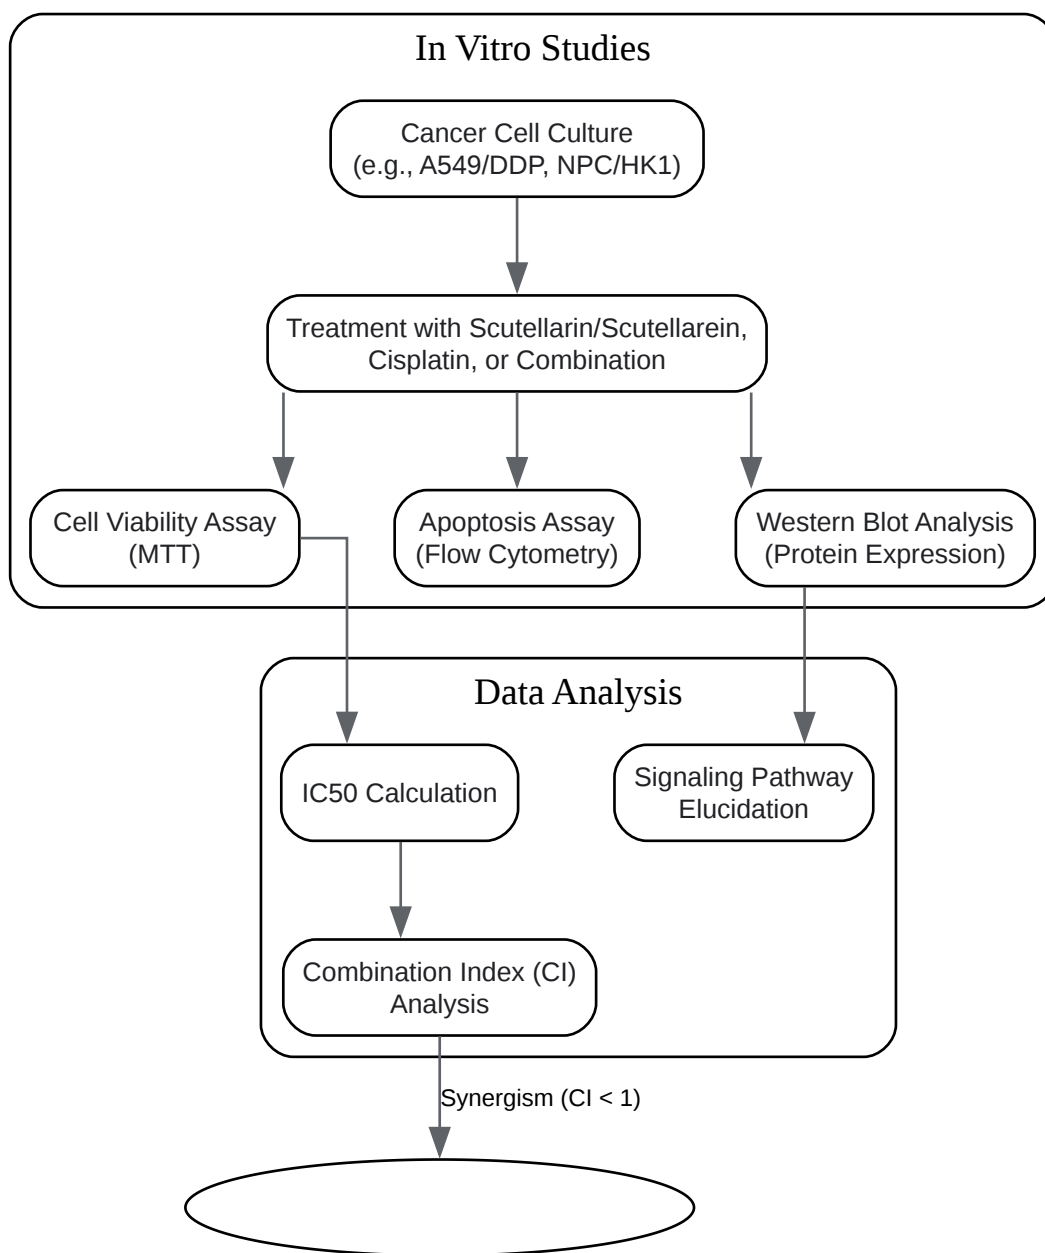 In Vitro Studies
Cancer Cell Culture
(e.g., A549/DDP, NPC/HK1)
Treatment with Scutellarin/Scutellarein,
Cisplatin, or Combination
Cell Viability Assay
(MTT)
Apoptosis Assay
(Flow Cytometry)
Western Blot Analysis
(Protein Expression)
Data Analysis
IC50 Calculation
Signaling Pathway
Elucidation
Combination Index (CI)
Analysis
Synergism (CI < 1)